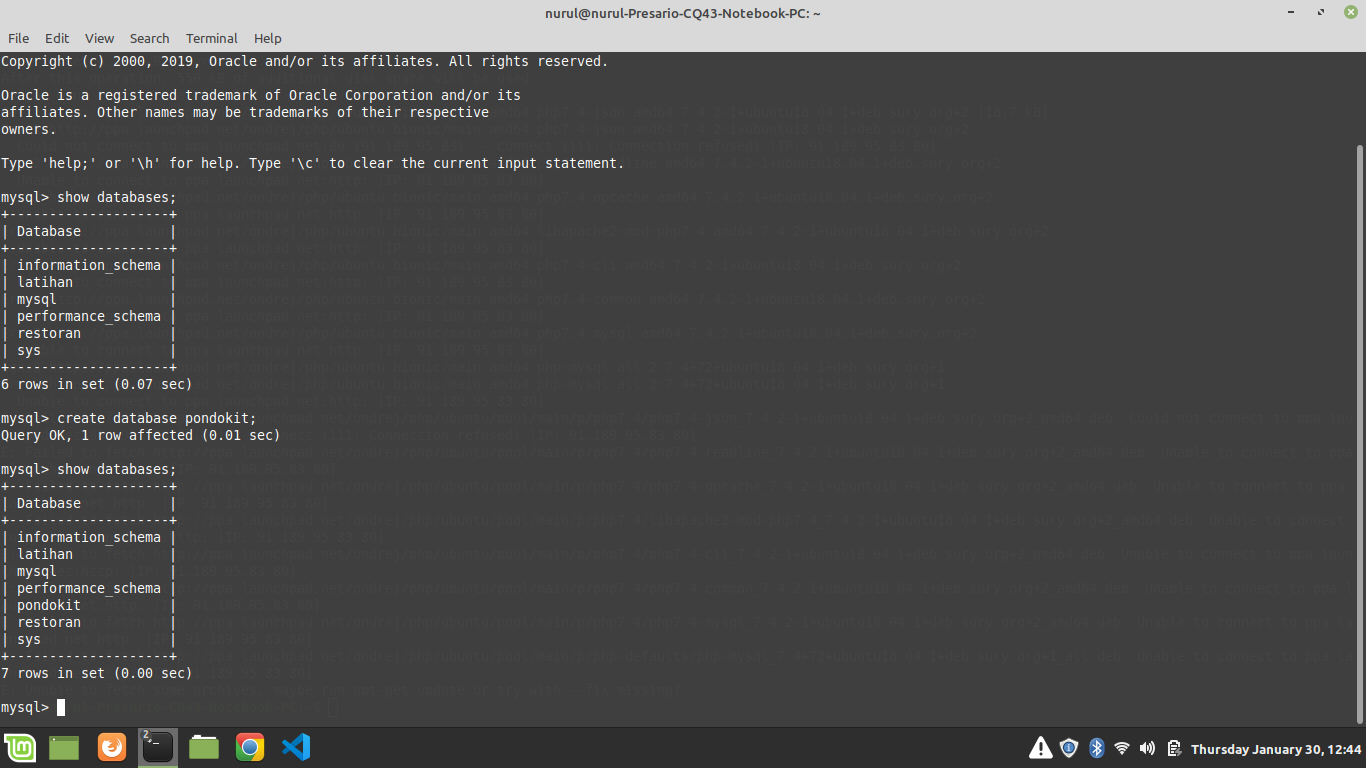 nurul@nurul-Presario-CQ43-Notebook-PC: ~
File Edit View Search Terminal Help
Copyright (c) 2000, 2019, Oracle and/or its affiliates. All rights reserved.
Oracle is a registered trademark of Oracle Corporation and/or its
affiliates. Other names may be trademarks of their respective
owners.
Type 'help;' or '\h' for help. Type '\c' to clear the current input statement.
mysql> show databases;
+--------------------+
| Database           |
+--------------------+
| information_schema |
| latihan            |
| mysql              |
| performance_schema |
| restoran           |
| sys                |
+--------------------+
6 rows in set (0.07 sec)
mysql> create database pondokit;
Query OK, 1 row affected (0.01 sec)
mysql> show databases;
+--------------------+
| Database           |
+--------------------+
| information_schema |
| latihan            |
| mysql              |
| performance_schema |
| pondokit           |
| restoran           |
| sys                |
+--------------------+
7 rows in set (0.00 sec)
mysql>
2
Thursday January 30, 12:44